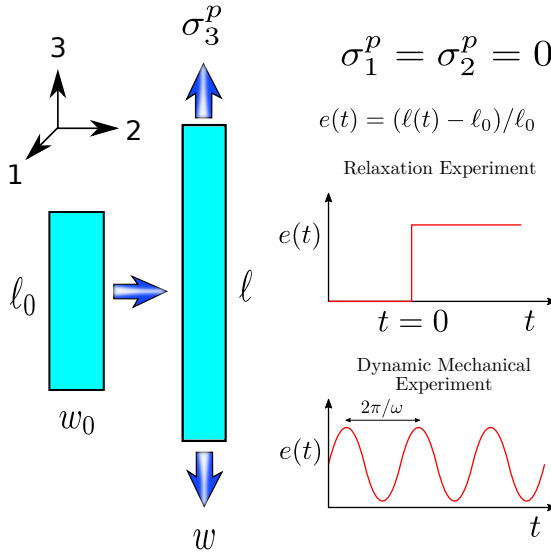 σ₃ᵖ
3
2
1
ℓ₀
w₀
ℓ
w
σ₁ᵖ = σ₂ᵖ = 0
e(t) = (ℓ(t) − ℓ₀)/ℓ₀
Relaxation Experiment
e(t)
t = 0
t
Dynamic Mechanical
Experiment
2π/ω
e(t)
t